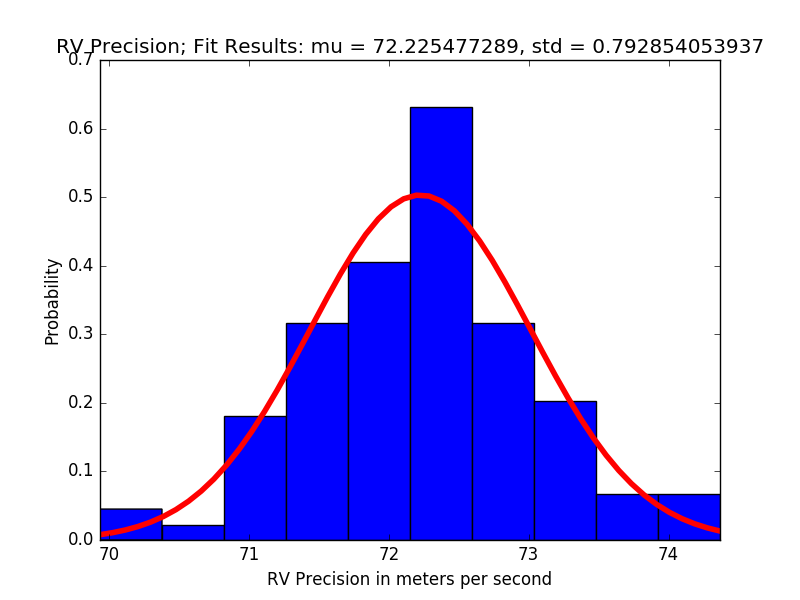 RV Precision; Fit Results: mu = 72.225477289, std = 0.792854053937
0.7
0.6
0.5
0.4
0.3
0.2
0.1
0.0
Probability
70 71 72 73 74
RV Precision in meters per second